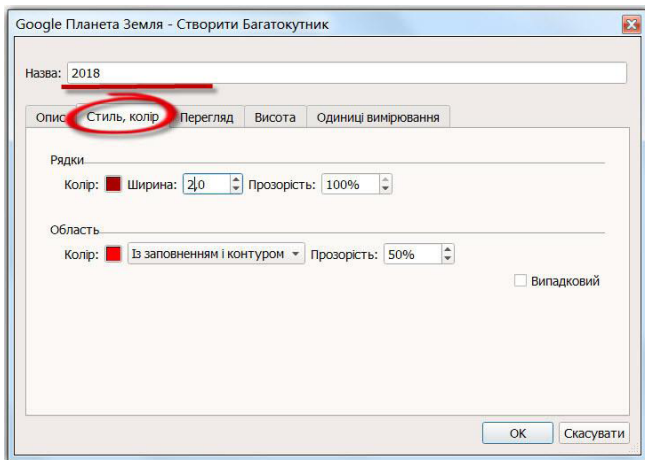 Google Планета Земля - Створити Багатокутник
Назва: 2018
Опис Стиль, колір Перегляд Висота Одиниці вимірювання
Рядки
Колір: Ширина: 2,0 Прозорість: 100%
Область
Колір: Із заповненням і контуром Прозорість: 50%
Випадковий
OK Скасувати